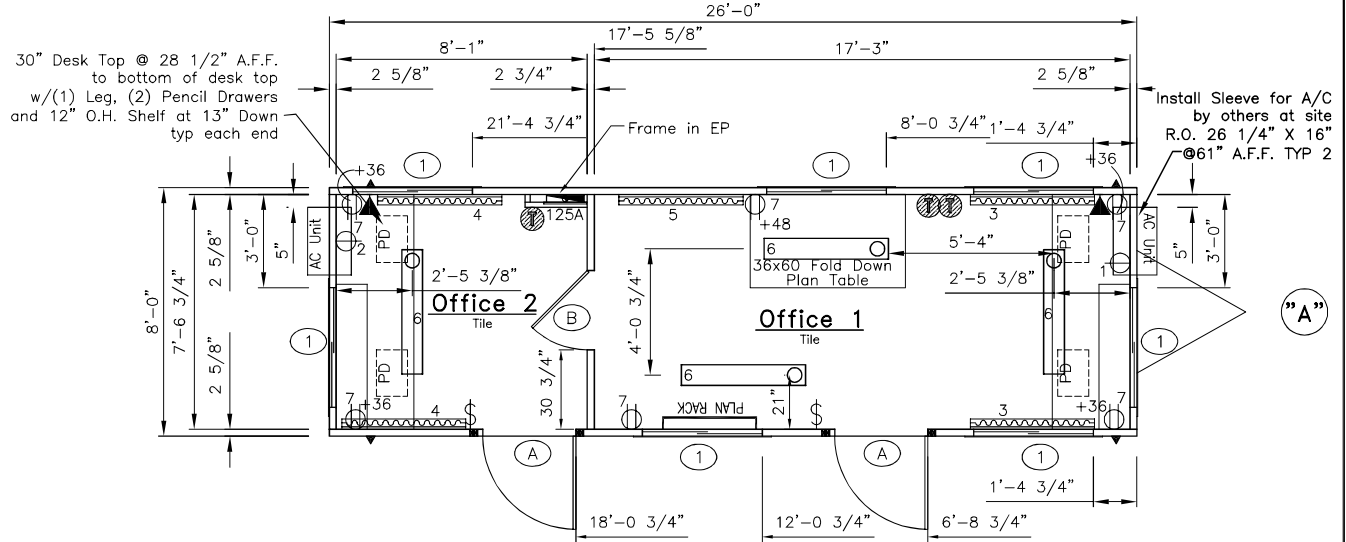 26'-0"
17'-5 5/8"
8'-1"
17'-3"
30" Desk Top @ 28 1/2" A.F.F.
to bottom of desk top
w/(1) Leg, (2) Pencil Drawers
and 12" O.H. Shelf at 13" Down
typ each end
2 5/8"
2 3/4"
2 5/8"
Install Sleeve for A/C
by others at site
R.O. 26 1/4" X 16"
@61" A.F.F. TYP 2
21'-4 3/4"
Frame in EP
8'-0 3/4"
1'-4 3/4"
1
1
1
+36
+36
4
125A
5
7
+48
3
7
7
2
T
T
T
AC Unit
PD
PD
AC Unit
1
5"
3'-0"
2 5/8"
7'-6 3/4"
8'-0"
2 5/8"
5"
3'-0"
6
36x60 Fold Down
Plan Table
5'-4"
2'-5 3/8"
2'-5 3/8"
Office 2
Tile
6
B
4'-0 3/4"
Office 1
Tile
6
"A"
1
1
30 3/4"
6
21"
PLAN RACK
PD
PD
7
+36
4
$
7
$
3
+36
7
A
1
A
1
1'-4 3/4"
18'-0 3/4"
12'-0 3/4"
6'-8 3/4"